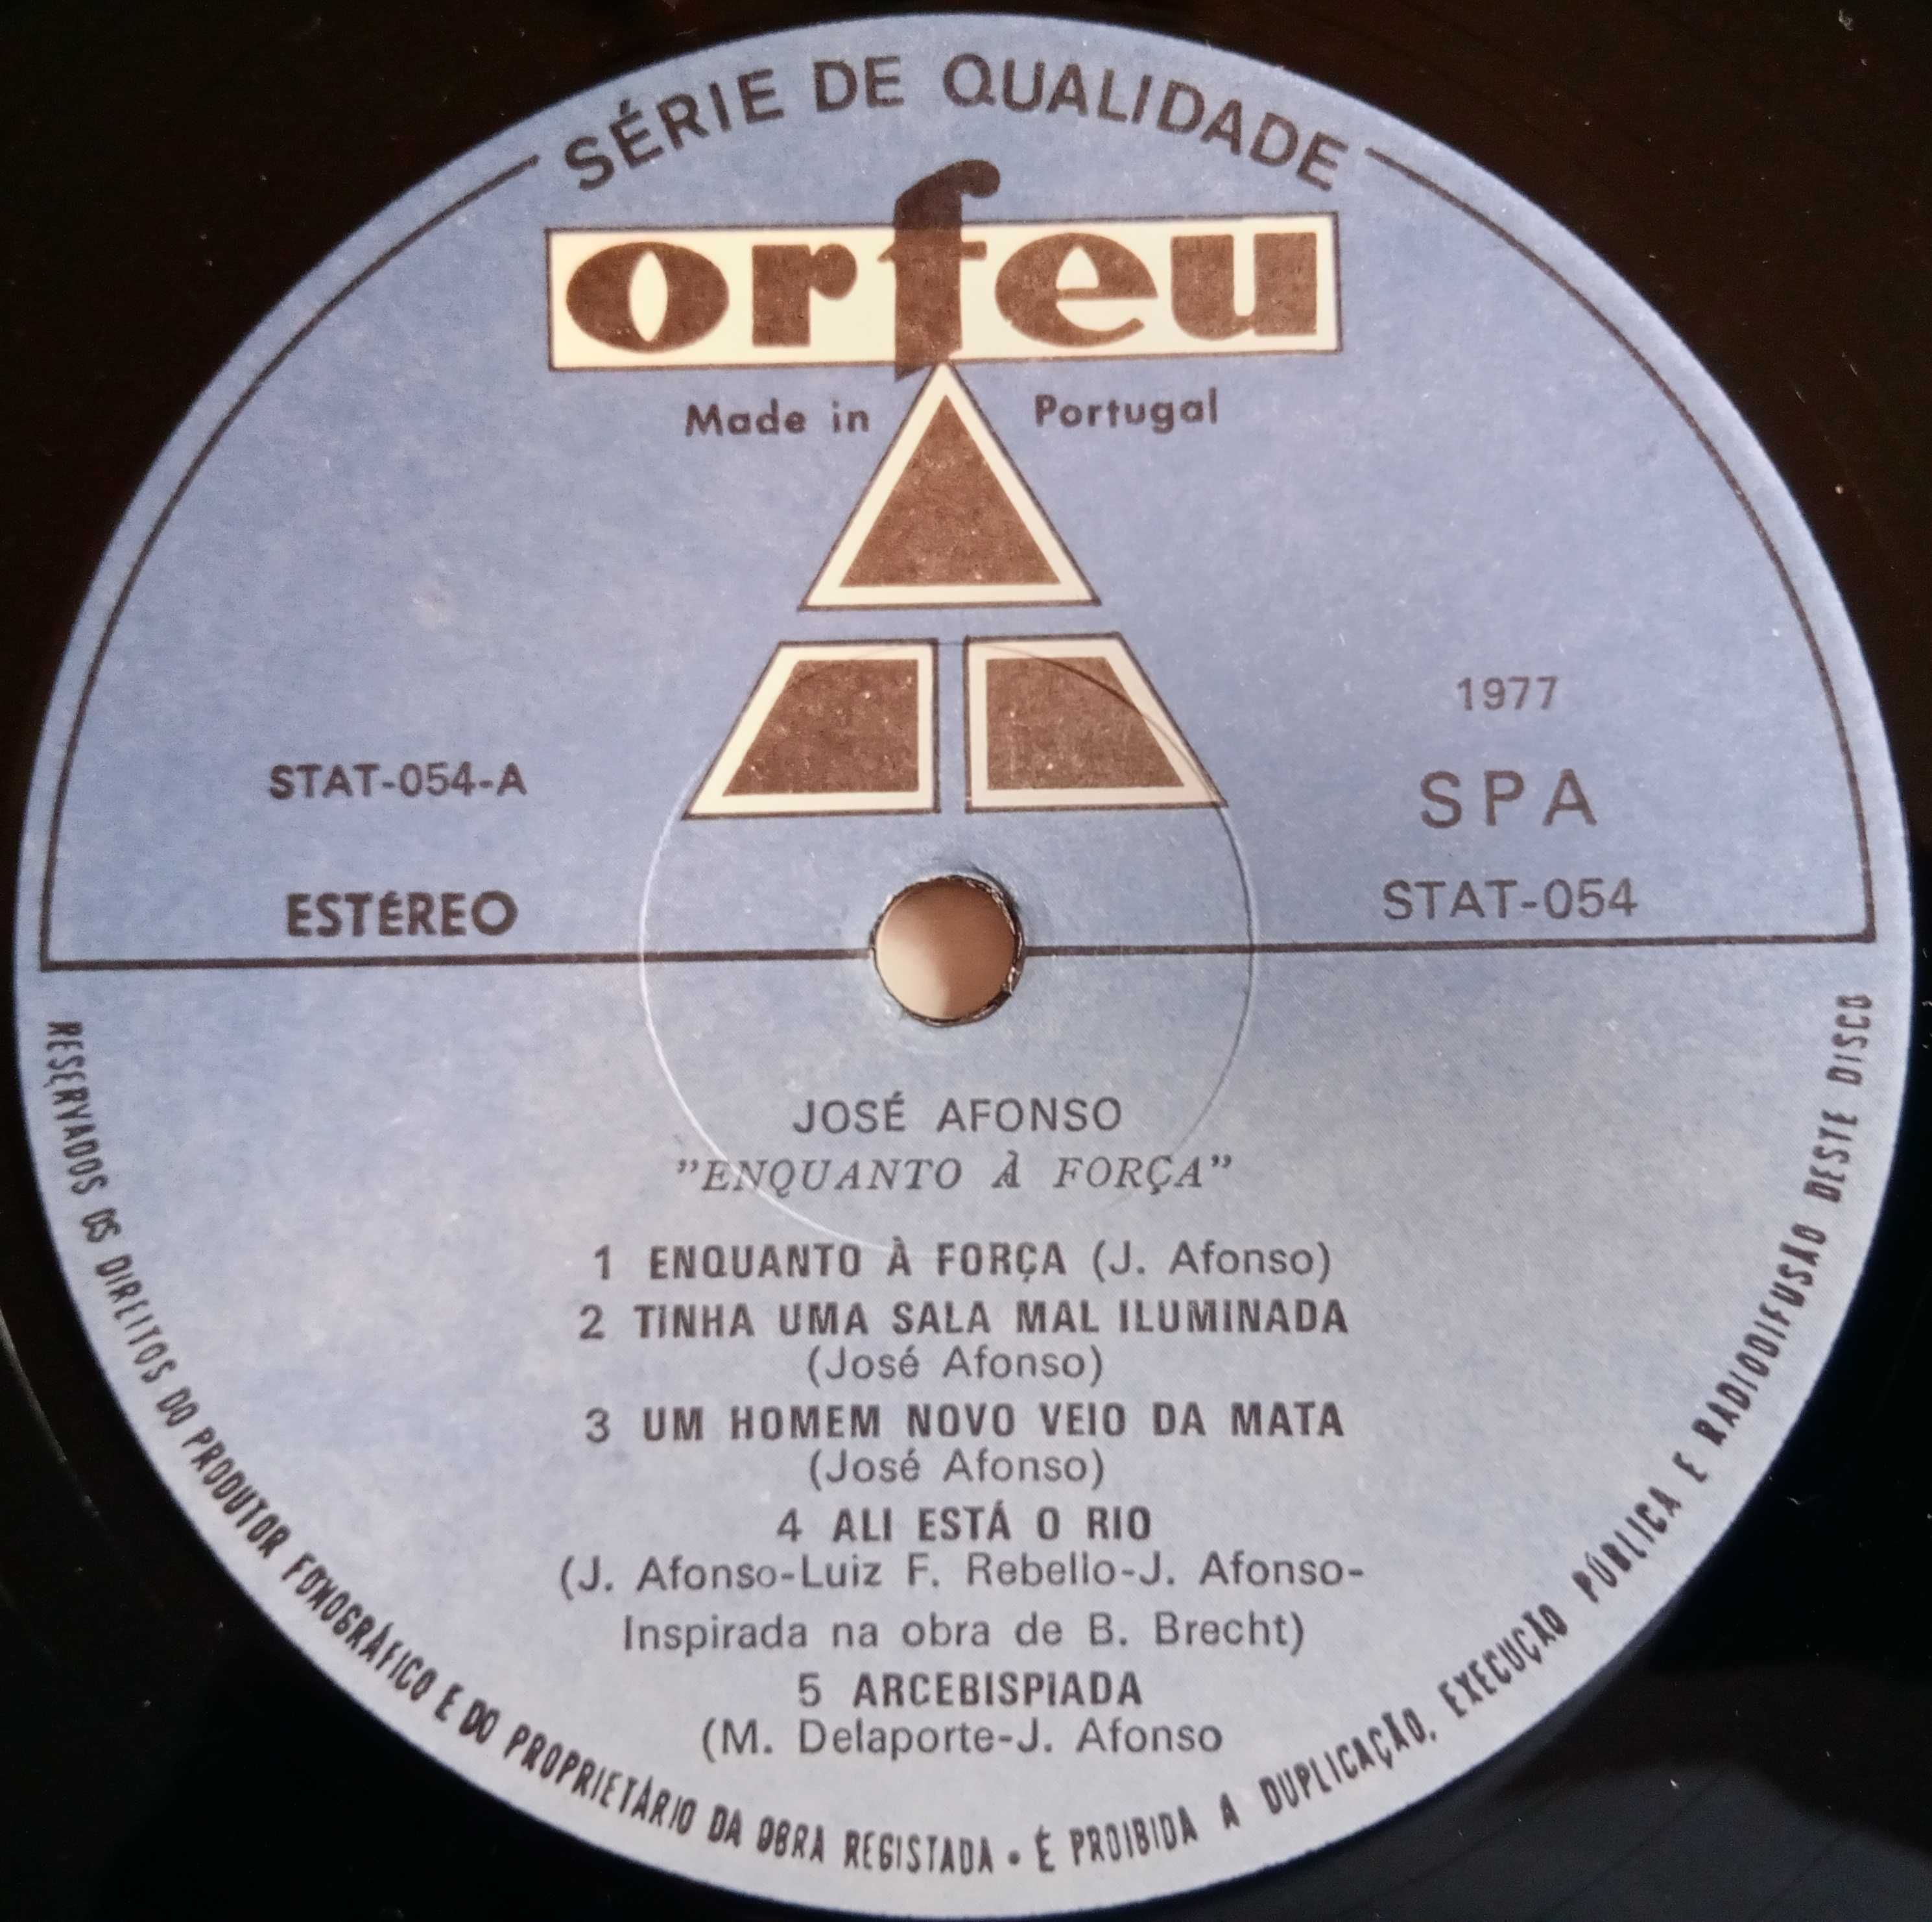 SÉRIE DE QUALIDADE
orfeu
Made in Portugal
1977
STAT-054-A
SPA
ESTÉREO
STAT-054
JOSÉ AFONSO
"ENQUANTO À FORÇA"
1 ENQUANTO À FORÇA (J. Afonso)
2 TINHA UMA SALA MAL ILUMINADA
(José Afonso)
3 UM HOMEM NOVO VEIO DA MATA
(José Afonso)
4 ALI ESTÁ O RIO
(J. Afonso-Luiz F. Rebello-J. Afonso-
Inspirada na obra de B. Brecht)
5 ARCEBISPIADA
(M. Delaporte-J. Afonso
RESERVADOS OS DIREITOS DO PRODUTOR FONOGRÁFICO E DO PROPRIETÁRIO DA OBRA REGISTADA • É PROIBIDA A DUPLICAÇÃO, EXECUÇÃO PÚBLICA E RADIODIFUSÃO DESTE DISCO